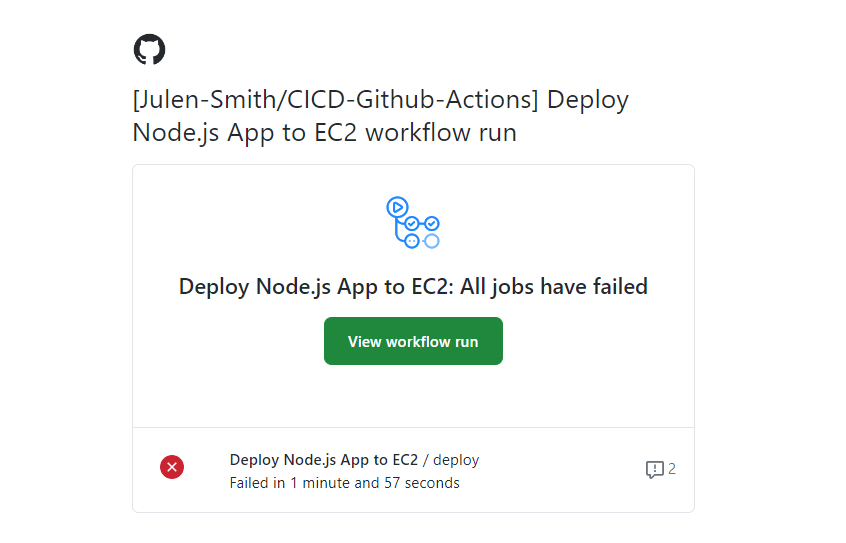 [Julen-Smith/CICD-Github-Actions] Deploy
Node.js App to EC2 workflow run
Deploy Node.js App to EC2: All jobs have failed
View workflow run
Deploy Node.js App to EC2 / deploy
Failed in 1 minute and 57 seconds
2